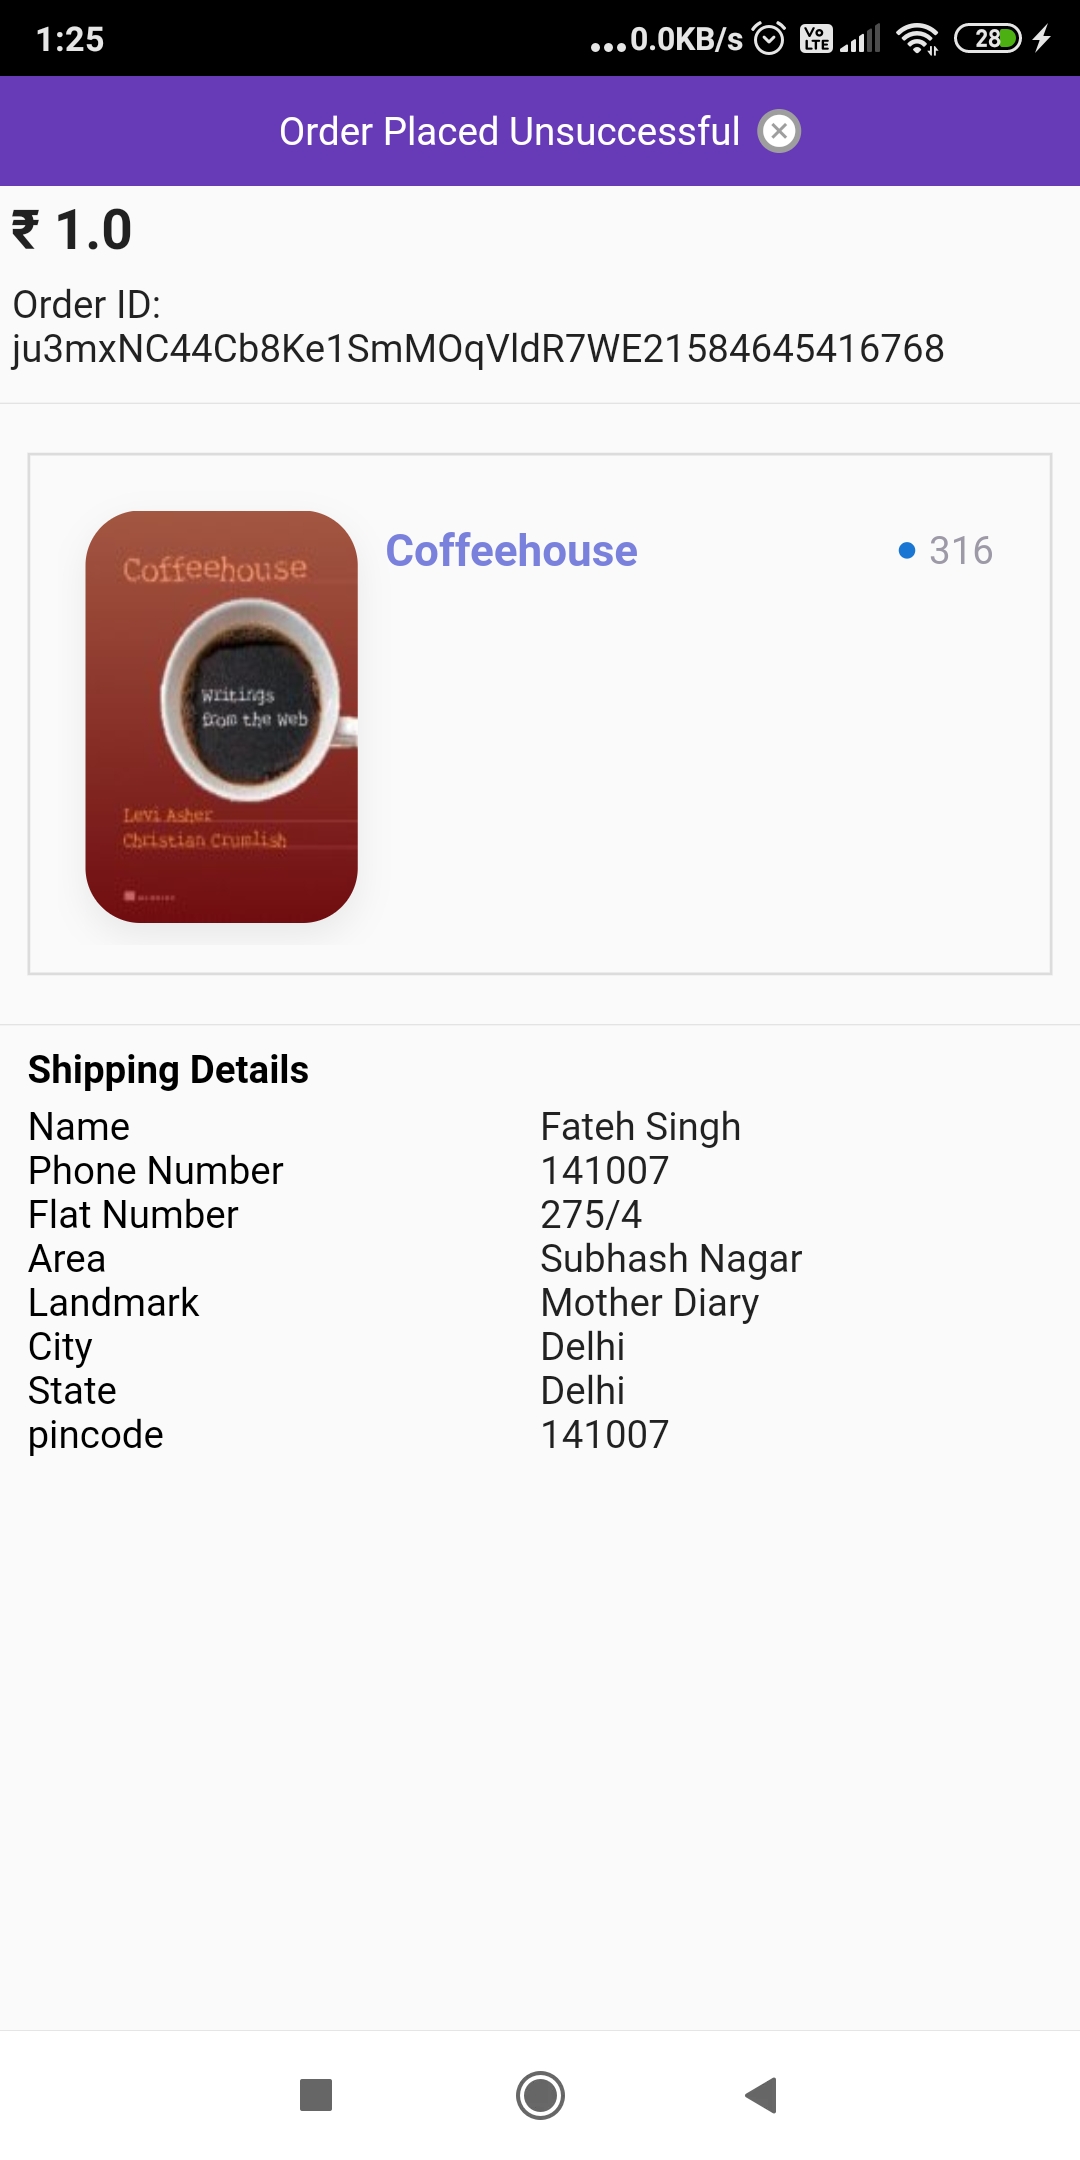 1:25
...0.0KB/s Vo LTE 28
Order Placed Unsuccessful
₹ 1.0
Order ID:
ju3mxNC44Cb8Ke1SmMOqVldR7WE21584645416768
Coffeehouse
Writings
from the Web
Levi Asher
Christian Crumlish
Coffeehouse
316
Shipping Details
Name Fateh Singh
Phone Number 141007
Flat Number 275/4
Area Subhash Nagar
Landmark Mother Diary
City Delhi
State Delhi
pincode 141007